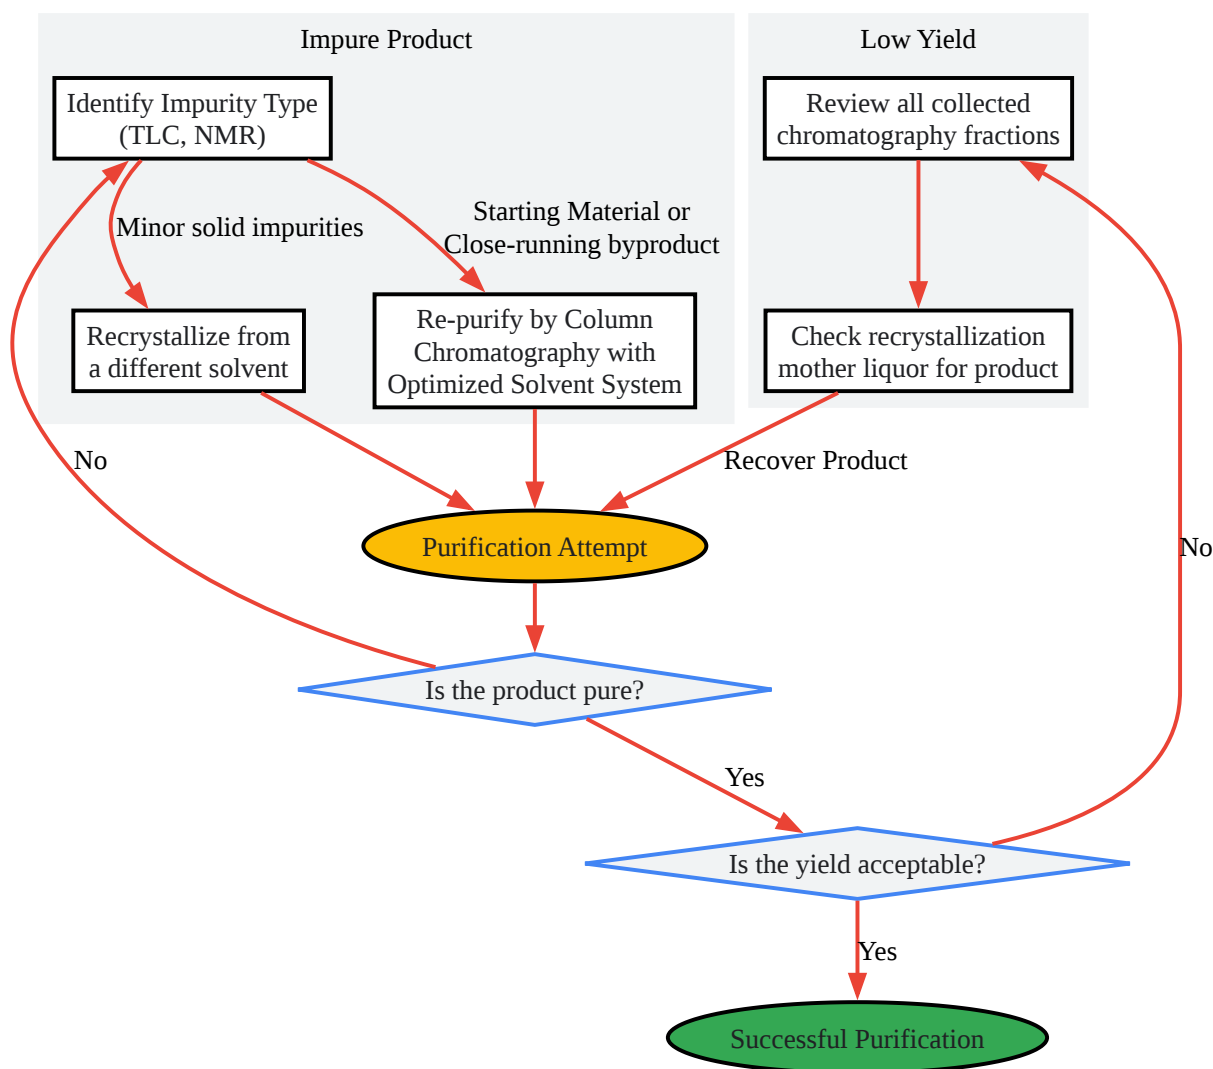 Impure Product
Low Yield
Identify Impurity Type
(TLC, NMR)
Review all collected
chromatography fractions
Minor solid impurities
Starting Material or
Close-running byproduct
Recrystallize from
a different solvent
Re-purify by Column
Chromatography with
Optimized Solvent System
Check recrystallization
mother liquor for product
No
Recover Product
Purification Attempt
No
Is the product pure?
Yes
Is the yield acceptable?
Yes
Successful Purification